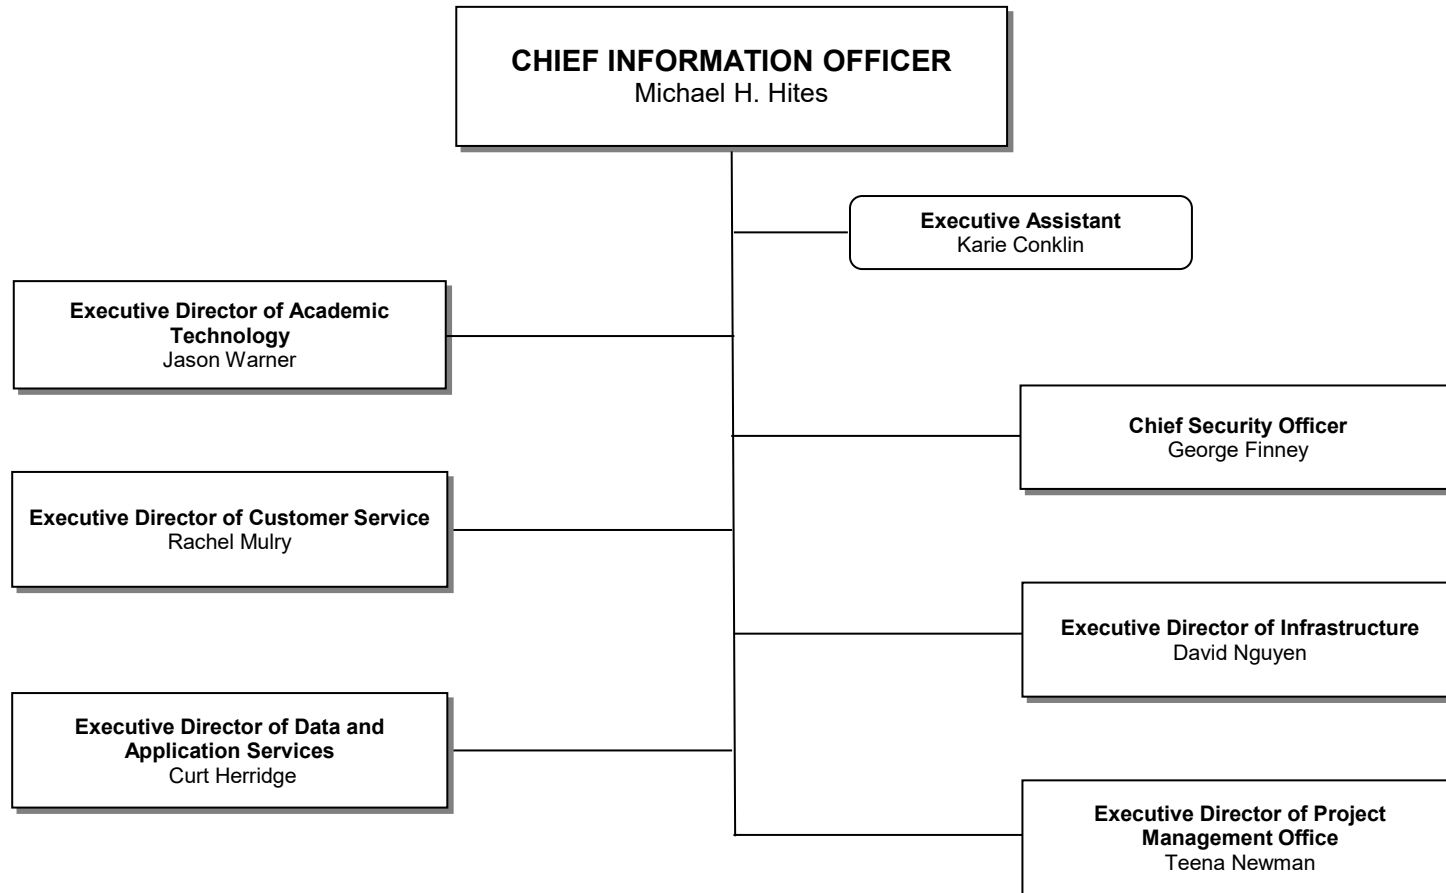 CHIEF INFORMATION OFFICER
Michael H. Hites
Executive Assistant
Karie Conklin
Executive Director of Academic
Technology
Jason Warner
Chief Security Officer
George Finney
Executive Director of Customer Service
Rachel Mulry
Executive Director of Infrastructure
David Nguyen
Executive Director of Data and
Application Services
Curt Herridge
Executive Director of Project
Management Office
Teena Newman